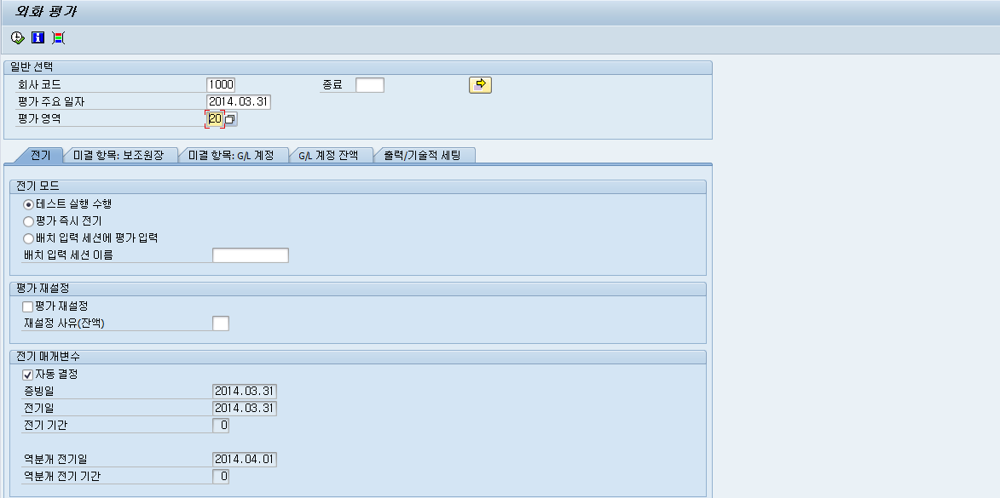 외화 평가
일반 선택
회사 코드 1000 종료
평가 주요 일자 2014.03.31
평가 영역 20
전기 미결 항목: 보조원장 미결 항목: G/L 계정 G/L 계정 잔액 출력/기술적 세팅
전기 모드
테스트 실행 수행
평가 즉시 전기
배치 입력 세션에 평가 입력
배치 입력 세션 이름
평가 재설정
평가 재설정
재설정 사유(잔액)
전기 매개변수
자동 결정
증빙일 2014.03.31
전기일 2014.03.31
전기 기간 0
역분개 전기일 2014.04.01
역분개 전기 기간 0